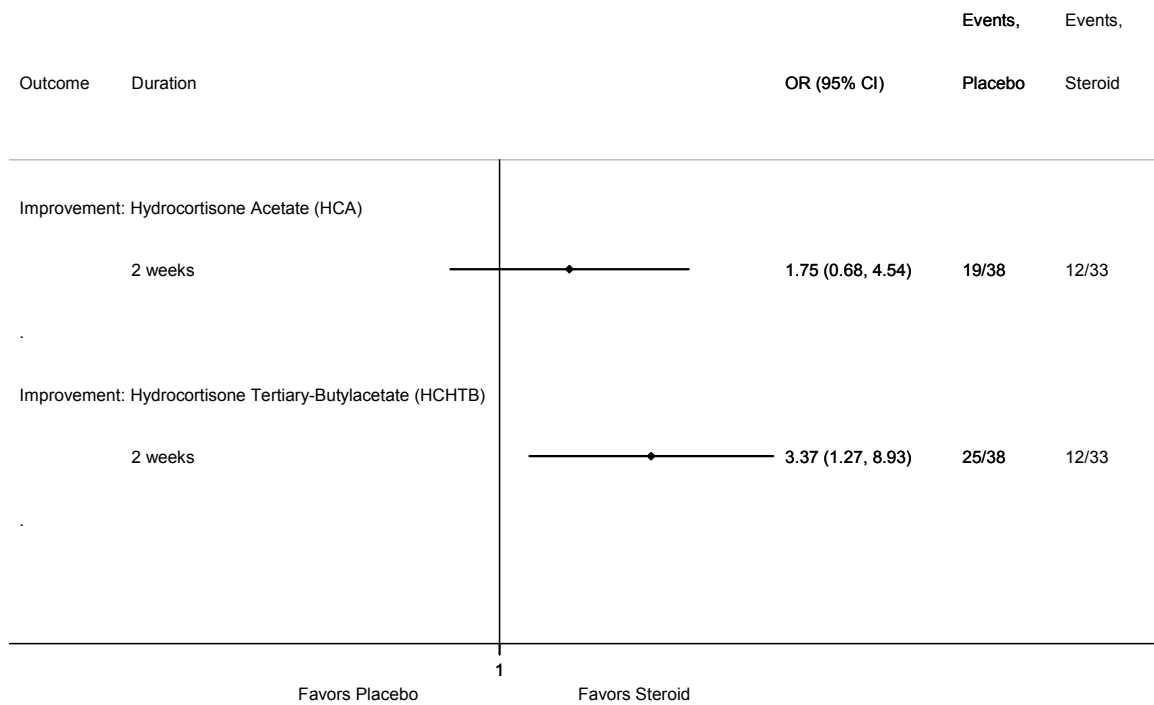 Events, Events,
Outcome Duration OR (95% CI) Placebo Steroid
Improvement: Hydrocortisone Acetate (HCA)
2 weeks 1.75 (0.68, 4.54) 19/38 12/33
.
Improvement: Hydrocortisone Tertiary-Butylacetate (HCHTB)
2 weeks 3.37 (1.27, 8.93) 25/38 12/33
.
1
Favors Placebo Favors Steroid